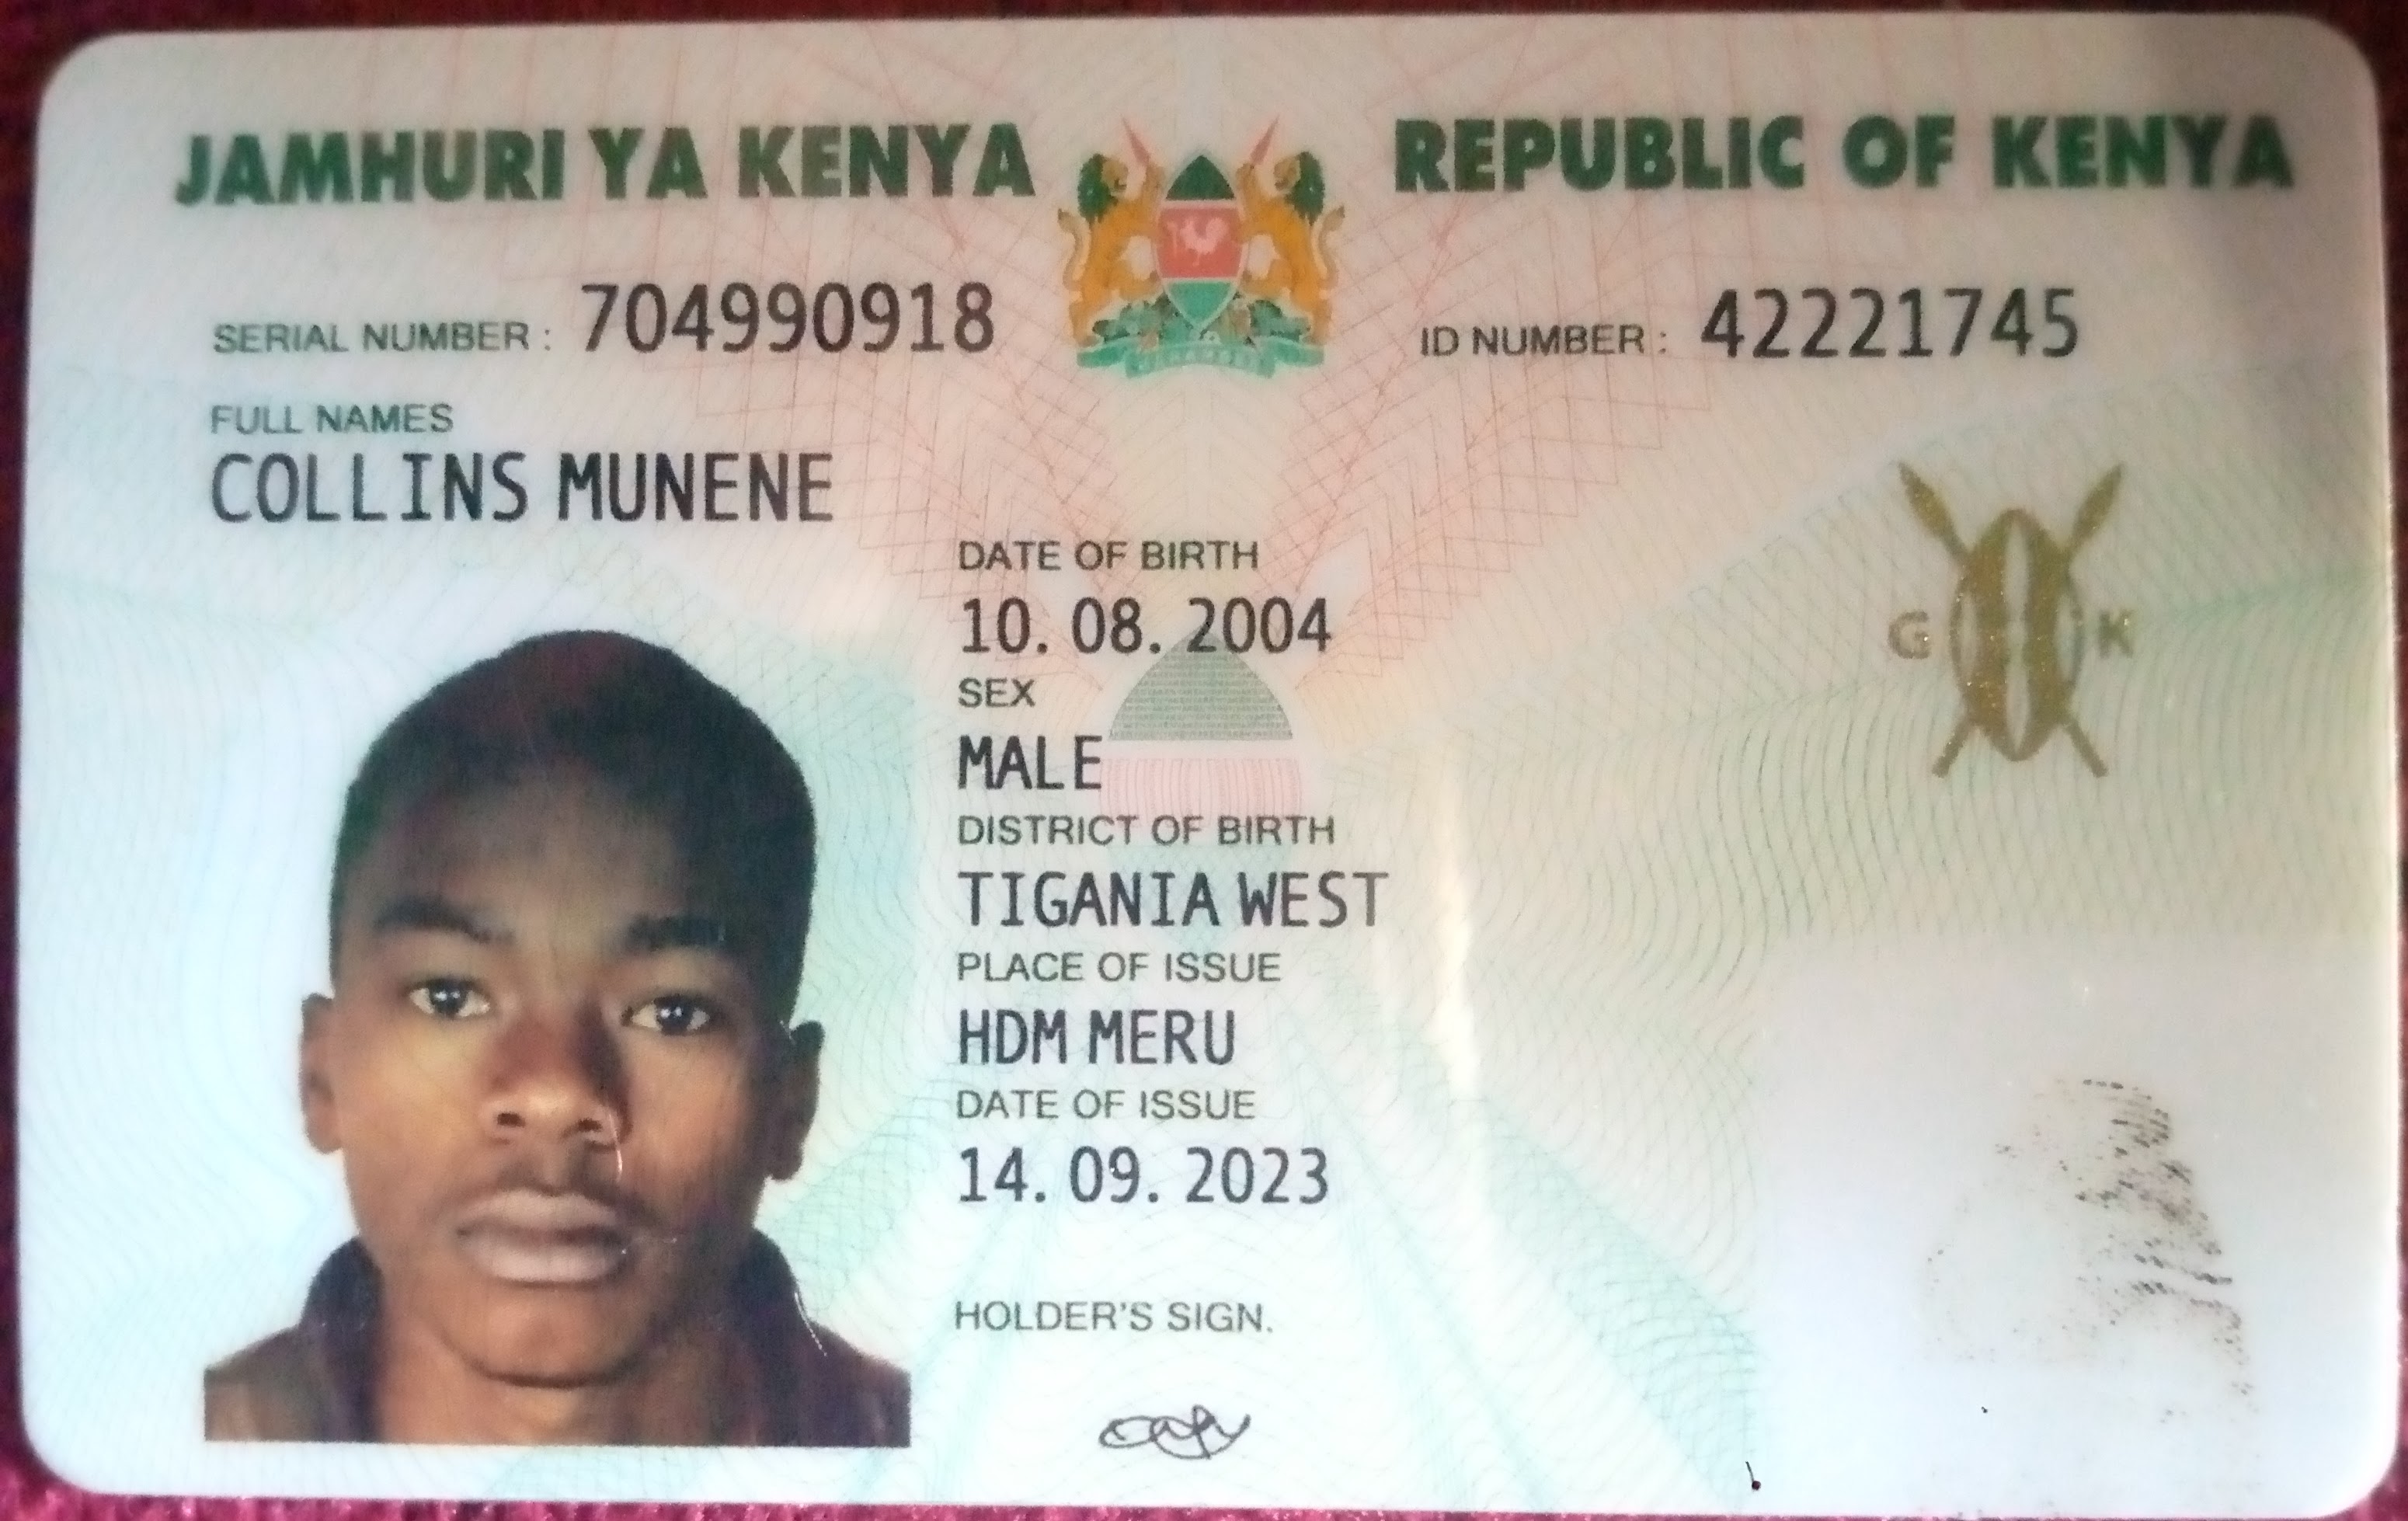 JAMHURI YA KENYA REPUBLIC OF KENYA
SERIAL NUMBER : 704990918 ID NUMBER : 42221745
FULL NAMES
COLLINS MUNENE
DATE OF BIRTH
10. 08. 2004
SEX
MALE
DISTRICT OF BIRTH
TIGANIA WEST
PLACE OF ISSUE
HDM MERU
DATE OF ISSUE
14. 09. 2023
HOLDER'S SIGN.
G K